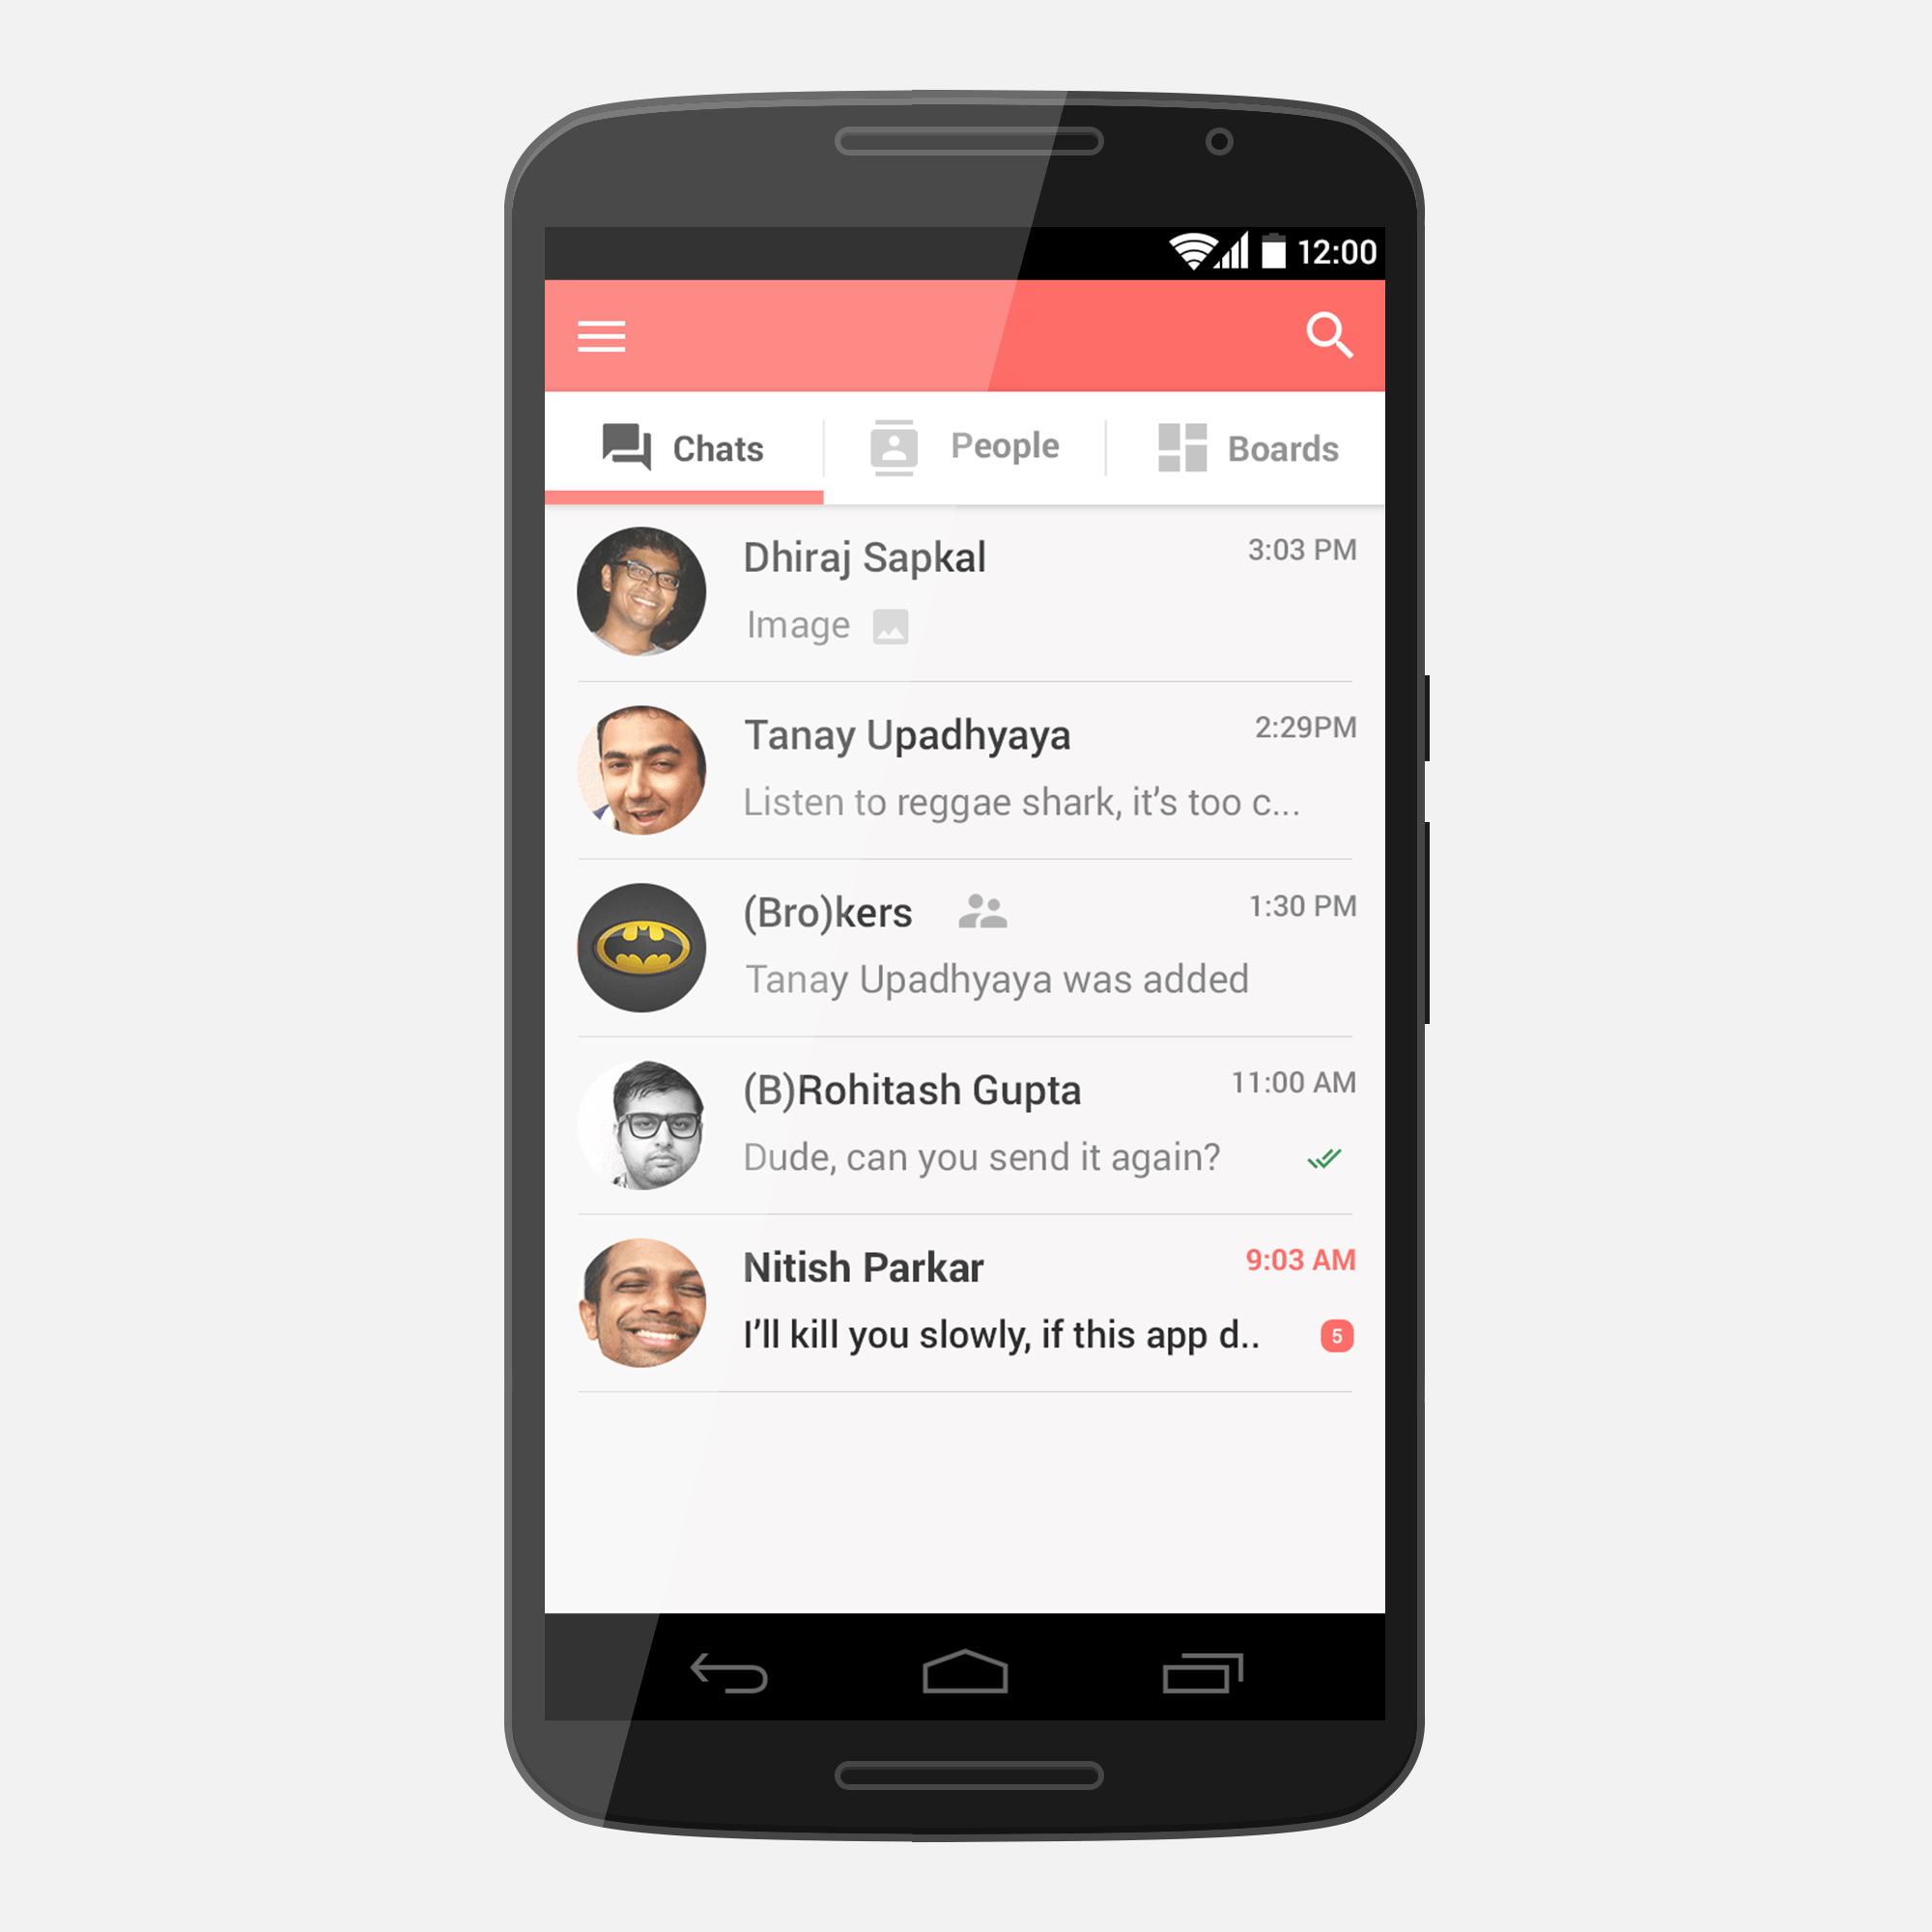 12:00
Chats People Boards
Dhiraj Sapkal 3:03 PM
Image
Tanay Upadhyaya 2:29PM
Listen to reggae shark, it’s too c...
(Bro)kers 1:30 PM
Tanay Upadhyaya was added
(B)Rohitash Gupta 11:00 AM
Dude, can you send it again?
Nitish Parkar 9:03 AM
I’ll kill you slowly, if this app d.. 5